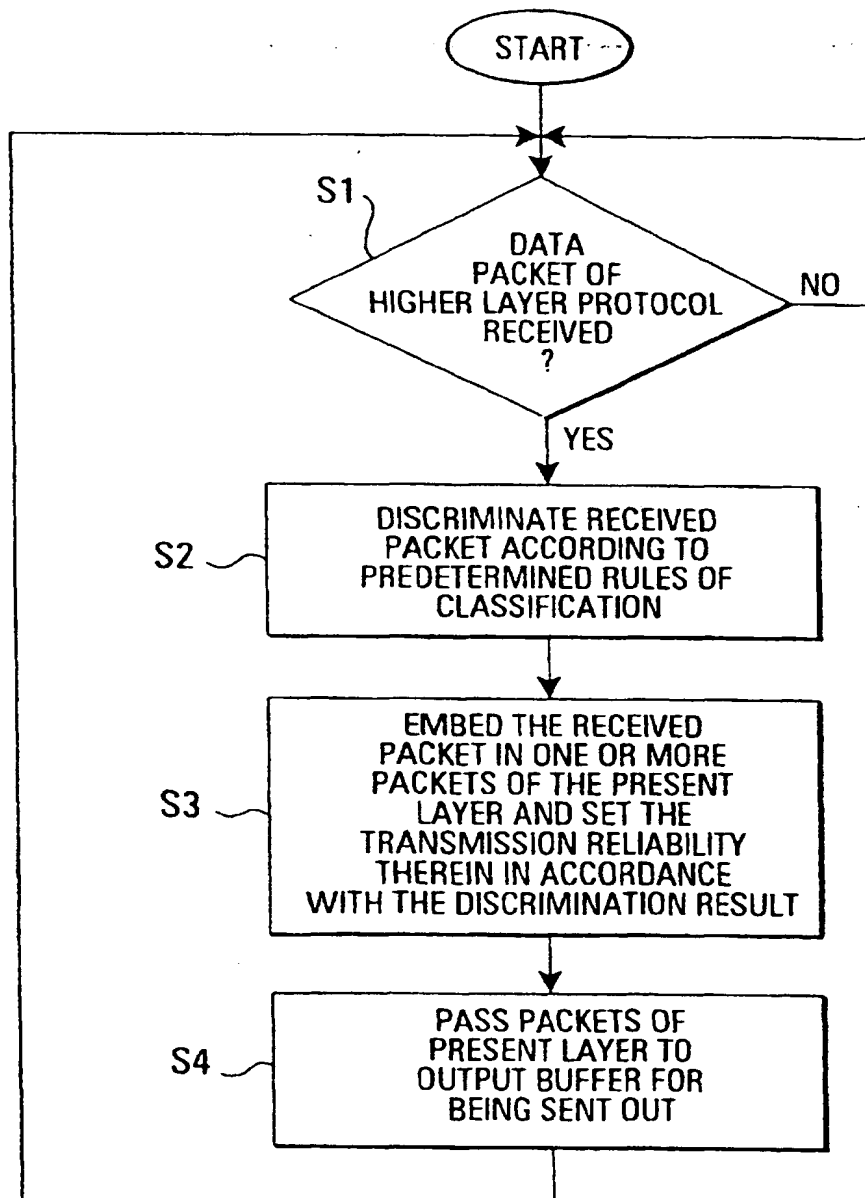 START
S1
DATA
PACKET OF
HIGHER LAYER PROTOCOL
RECEIVED
?
NO
YES
S2
DISCRIMINATE RECEIVED
PACKET ACCORDING TO
PREDETERMINED RULES OF
CLASSIFICATION
S3
EMBED THE RECEIVED
PACKET IN ONE OR MORE
PACKETS OF THE PRESENT
LAYER AND SET THE
TRANSMISSION RELIABILITY
THEREIN IN ACCORDANCE
WITH THE DISCRIMINATION RESULT
S4
PASS PACKETS OF
PRESENT LAYER TO
OUTPUT BUFFER FOR
BEING SENT OUT